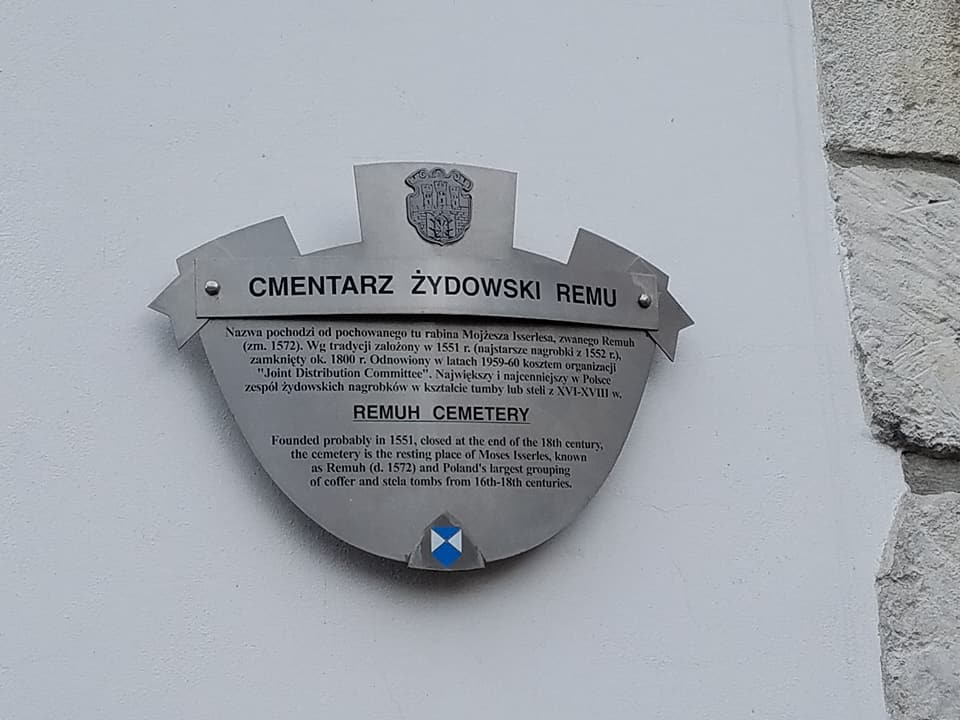 CMENTARZ ŻYDOWSKI REMU
Nazwa pochodzi od pochowanego tu rabina Mojżesza Isserlesa, zwanego Remuh
(zm. 1572). Wg tradycji założony w 1551 r. (najstarsze nagrobki z 1552 r.),
zamknięty ok. 1800 r. Odnowiony w latach 1959-60 kosztem organizacji
"Joint Distribution Committee". Największy i najcenniejszy w Polsce
zespół żydowskich nagrobków w kształcie tumby lub steli z XVI-XVIII w.
REMUH CEMETERY
Founded probably in 1551, closed at the end of the 18th century,
the cemetery is the resting place of Moses Isserles, known
as Remuh (d. 1572) and Poland's largest grouping
of coffer and stela tombs from 16th-18th centuries.